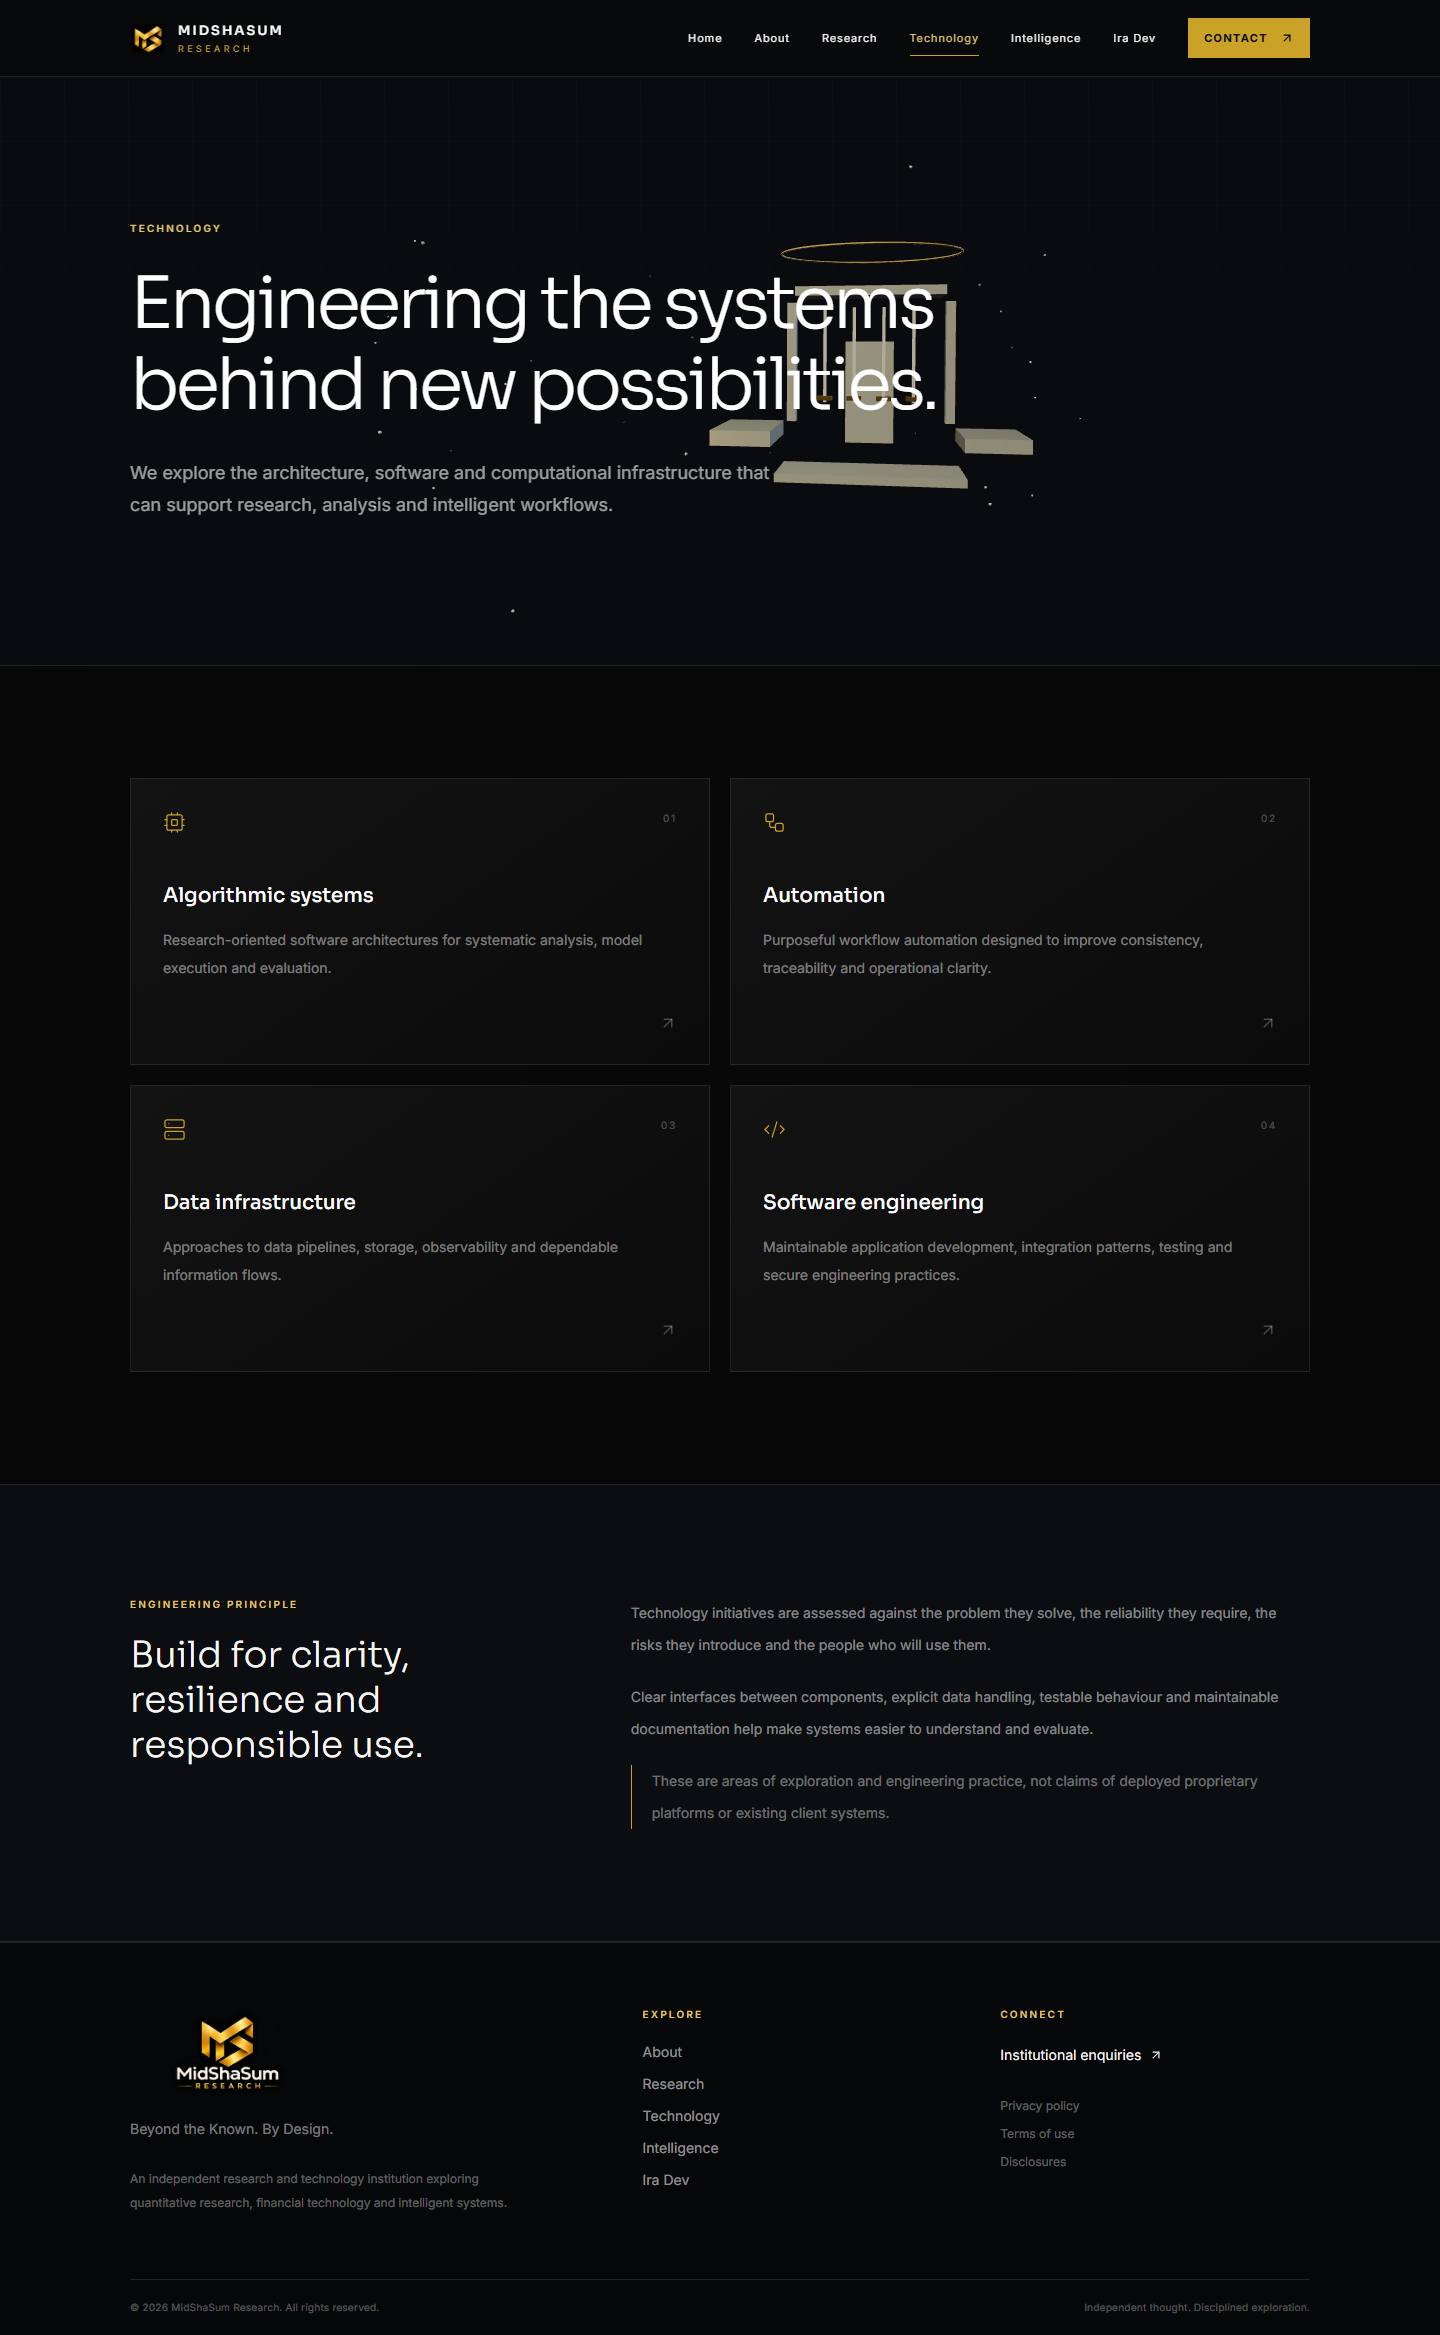 MIDSHASUM
RESEARCH
Home
About
Research
Technology
Intelligence
Ira Dev
CONTACT
TECHNOLOGY
Engineering the systems
behind new possibilities.
We explore the architecture, software and computational infrastructure that
can support research, analysis and intelligent workflows.
01
Algorithmic systems
Research-oriented software architectures for systematic analysis, model
execution and evaluation.
02
Automation
Purposeful workflow automation designed to improve consistency,
traceability and operational clarity.
03
Data infrastructure
Approaches to data pipelines, storage, observability and dependable
information flows.
04
Software engineering
Maintainable application development, integration patterns, testing and
secure engineering practices.
ENGINEERING PRINCIPLE
Build for clarity,
resilience and
responsible use.
Technology initiatives are assessed against the problem they solve, the reliability they require, the
risks they introduce and the people who will use them.
Clear interfaces between components, explicit data handling, testable behaviour and maintainable
documentation help make systems easier to understand and evaluate.
These are areas of exploration and engineering practice, not claims of deployed proprietary
platforms or existing client systems.
MidShaSum
RESEARCH
Beyond the Known. By Design.
An independent research and technology institution exploring
quantitative research, financial technology and intelligent systems.
EXPLORE
About
Research
Technology
Intelligence
Ira Dev
CONNECT
Institutional enquiries
Privacy policy
Terms of use
Disclosures
© 2026 MidShaSum Research. All rights reserved.
Independent thought. Disciplined exploration.